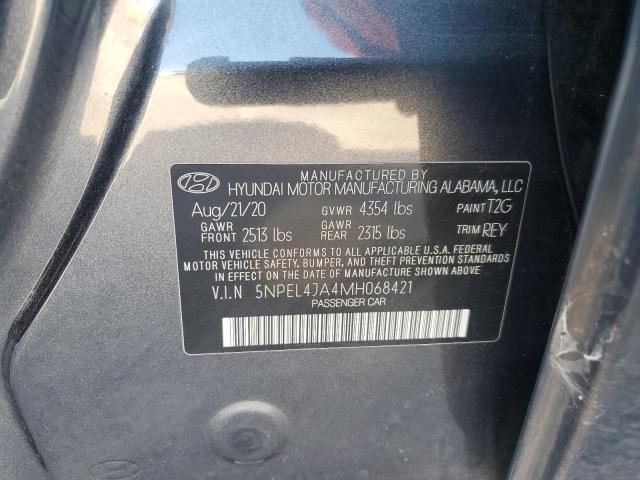 MANUFACTURED BY
HYUNDAI MOTOR MANUFACTURING ALABAMA, LLC
Aug/21/20 GVWR 4354 lbs PAINT T2G
GAWR GAWR
FRONT 2513 lbs REAR 2315 lbs TRIM REY
THIS VEHICLE CONFORMS TO ALL APPLICABLE U.S.A. FEDERAL
MOTOR VEHICLE SAFETY, BUMPER, AND THEFT PREVENTION STANDARDS
IN EFFECT ON THE DATE OF MANUFACTURE SHOWN ABOVE.
V.I.N 5NPEL4JA4MH068421
PASSENGER CAR